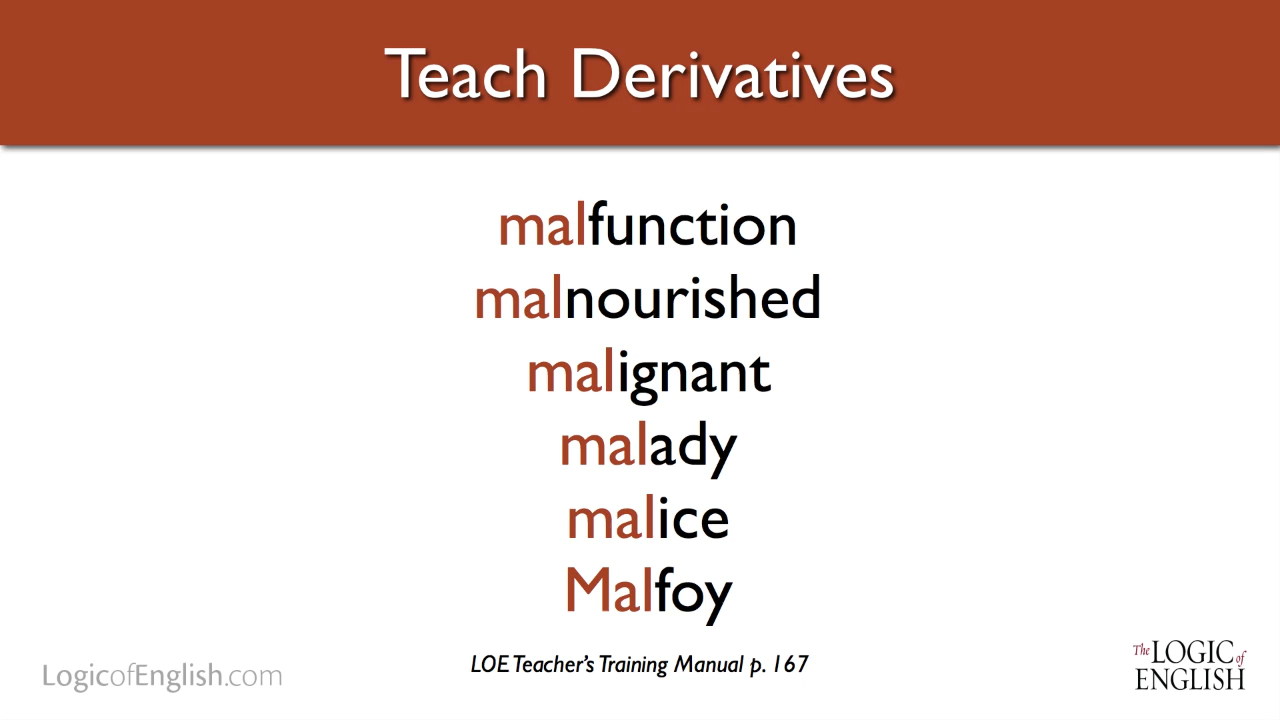 Teach Derivatives
malfunction
malnourished
malignant
malady
malice
Malfoy
LOE Teacher's Training Manual p. 167
LogicofEnglish.com
The LOGIC of
ENGLISH